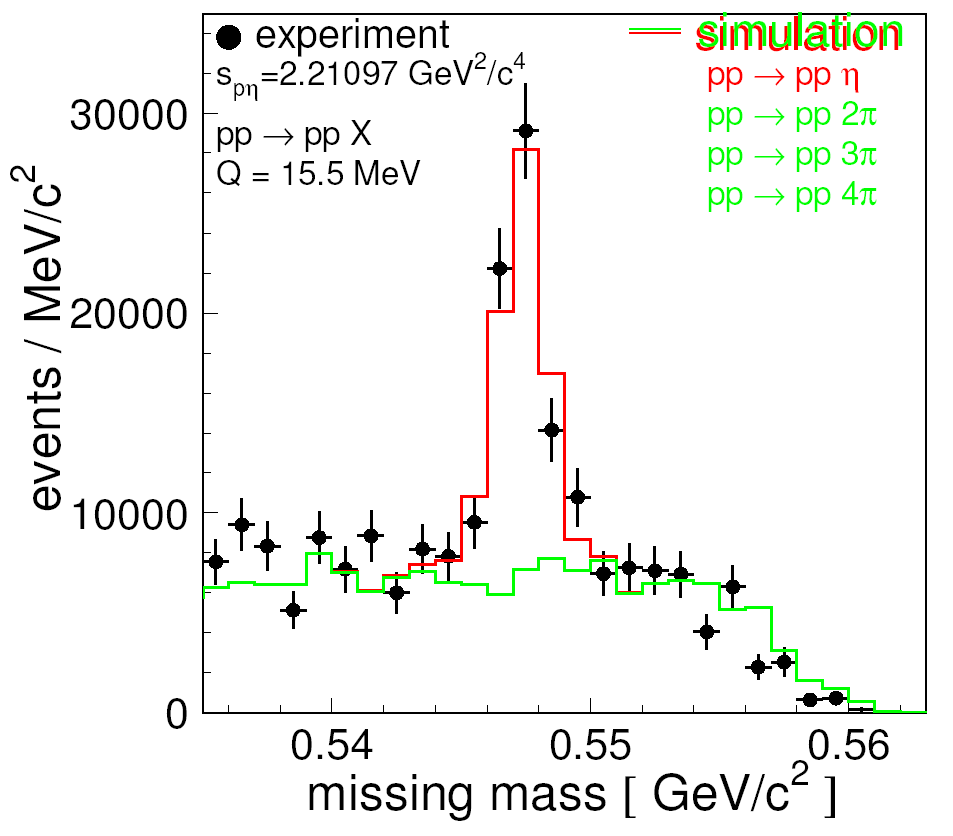 experiment
s_pη=2.21097 GeV²/c⁴
pp → pp X
Q = 15.5 MeV
simulation
pp → pp η
pp → pp 2π
pp → pp 3π
pp → pp 4π
events / MeV/c²
30000
20000
10000
0
0.54 0.55 0.56
missing mass [ GeV/c² ]